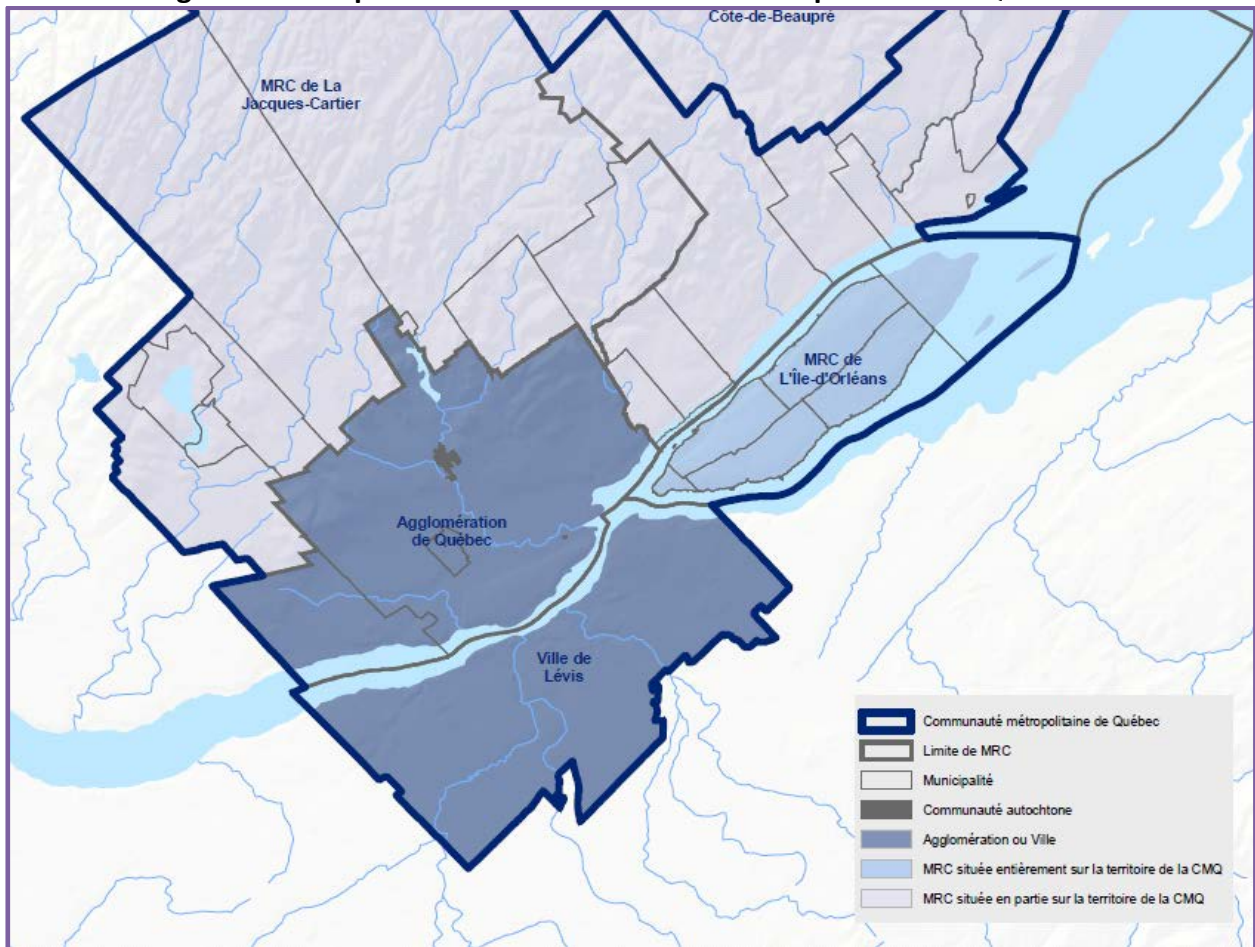 Côte-de-Beaupré
MRC de La
Jacques-Cartier
MRC de
L'Île-d'Orléans
Agglomération
de Québec
Ville de
Lévis
Communauté métropolitaine de Québec
Limite de MRC
Municipalité
Communauté autochtone
Agglomération ou Ville
MRC située entièrement sur la territoire de la CMQ
MRC située en partie sur la territoire de la CMQ